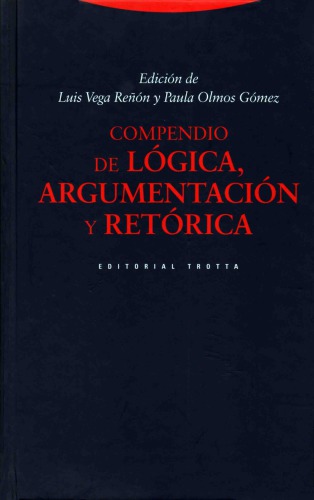 Edición de
Luis Vega Reñón y Paula Olmos Gómez
COMPENDIO
DE LÓGICA,
ARGUMENTACIÓN
Y RETÓRICA
EDITORIAL TROTTA